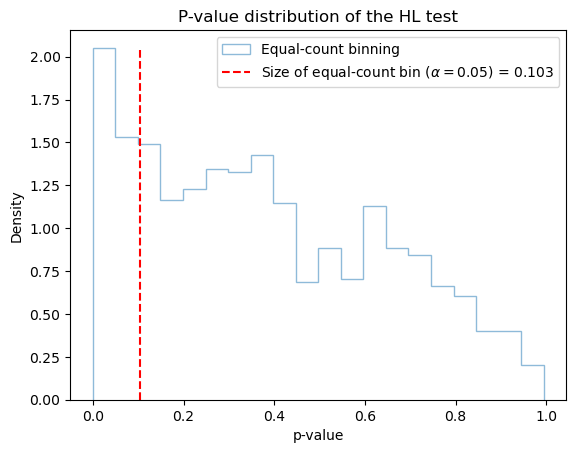 P-value distribution of the HL test
Equal-count binning
Size of equal-count bin (α = 0.05) = 0.103
Density
2.00
1.75
1.50
1.25
1.00
0.75
0.50
0.25
0.00
0.0 0.2 0.4 0.6 0.8 1.0
p-value